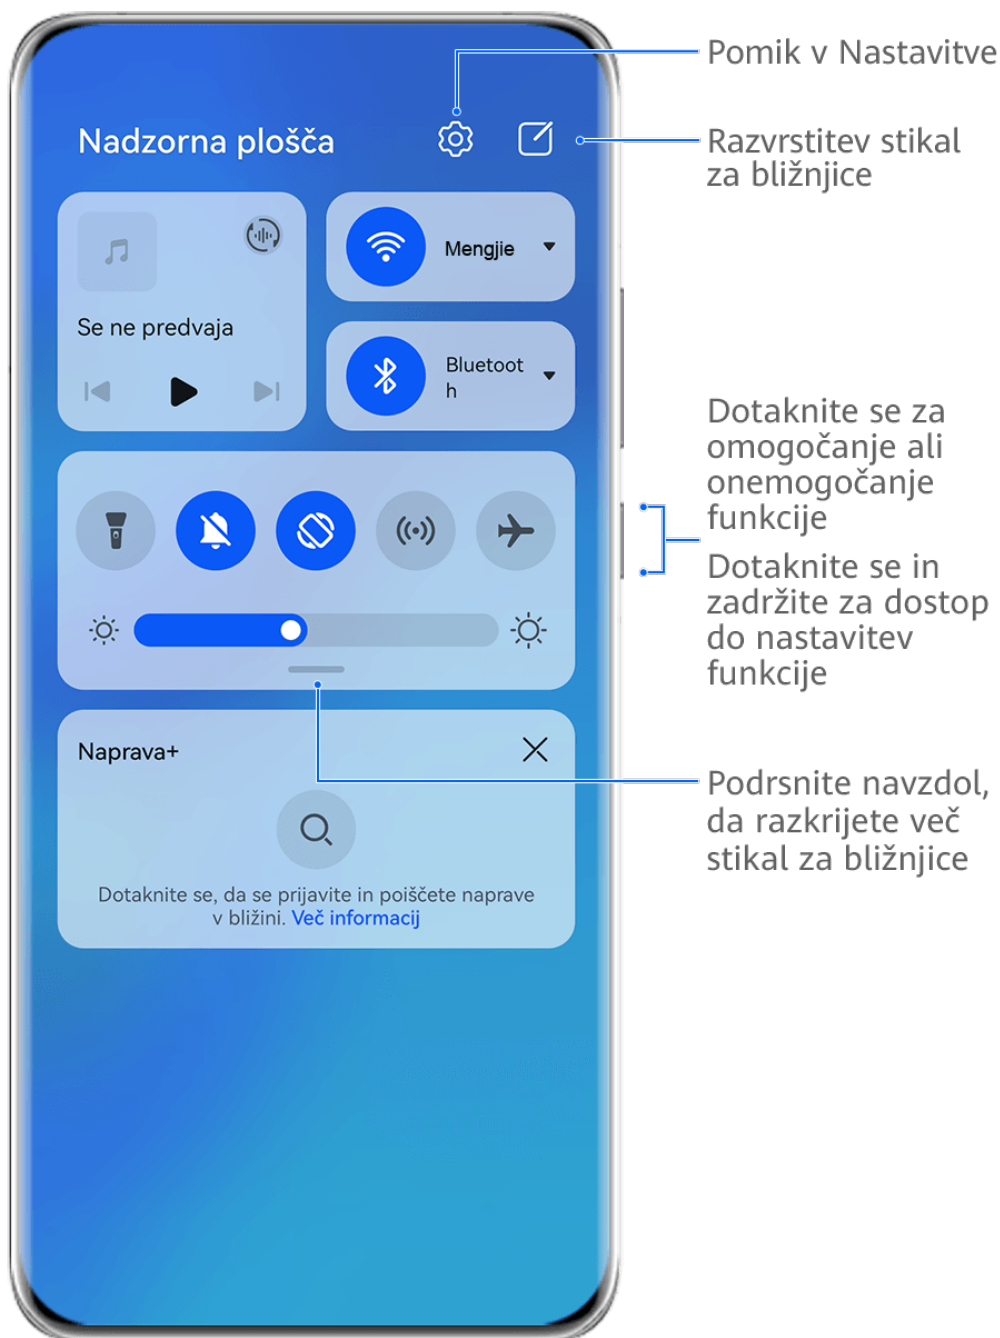 Pomik v Nastavitve
Nadzorna plošča
Razvrstitev stikal
za bližnjice
Mengjie
Se ne predvaja
Bluetoot
h
Dotaknite se za
omogočanje ali
onemogočanje
funkcije
Dotaknite se in
zadržite za dostop
do nastavitev
funkcije
Naprava+
Podrsnite navzdol,
da razkrijete več
stikal za bližnjice
Dotaknite se, da se prijavite in poiščete naprave
v bližini. Več informacij